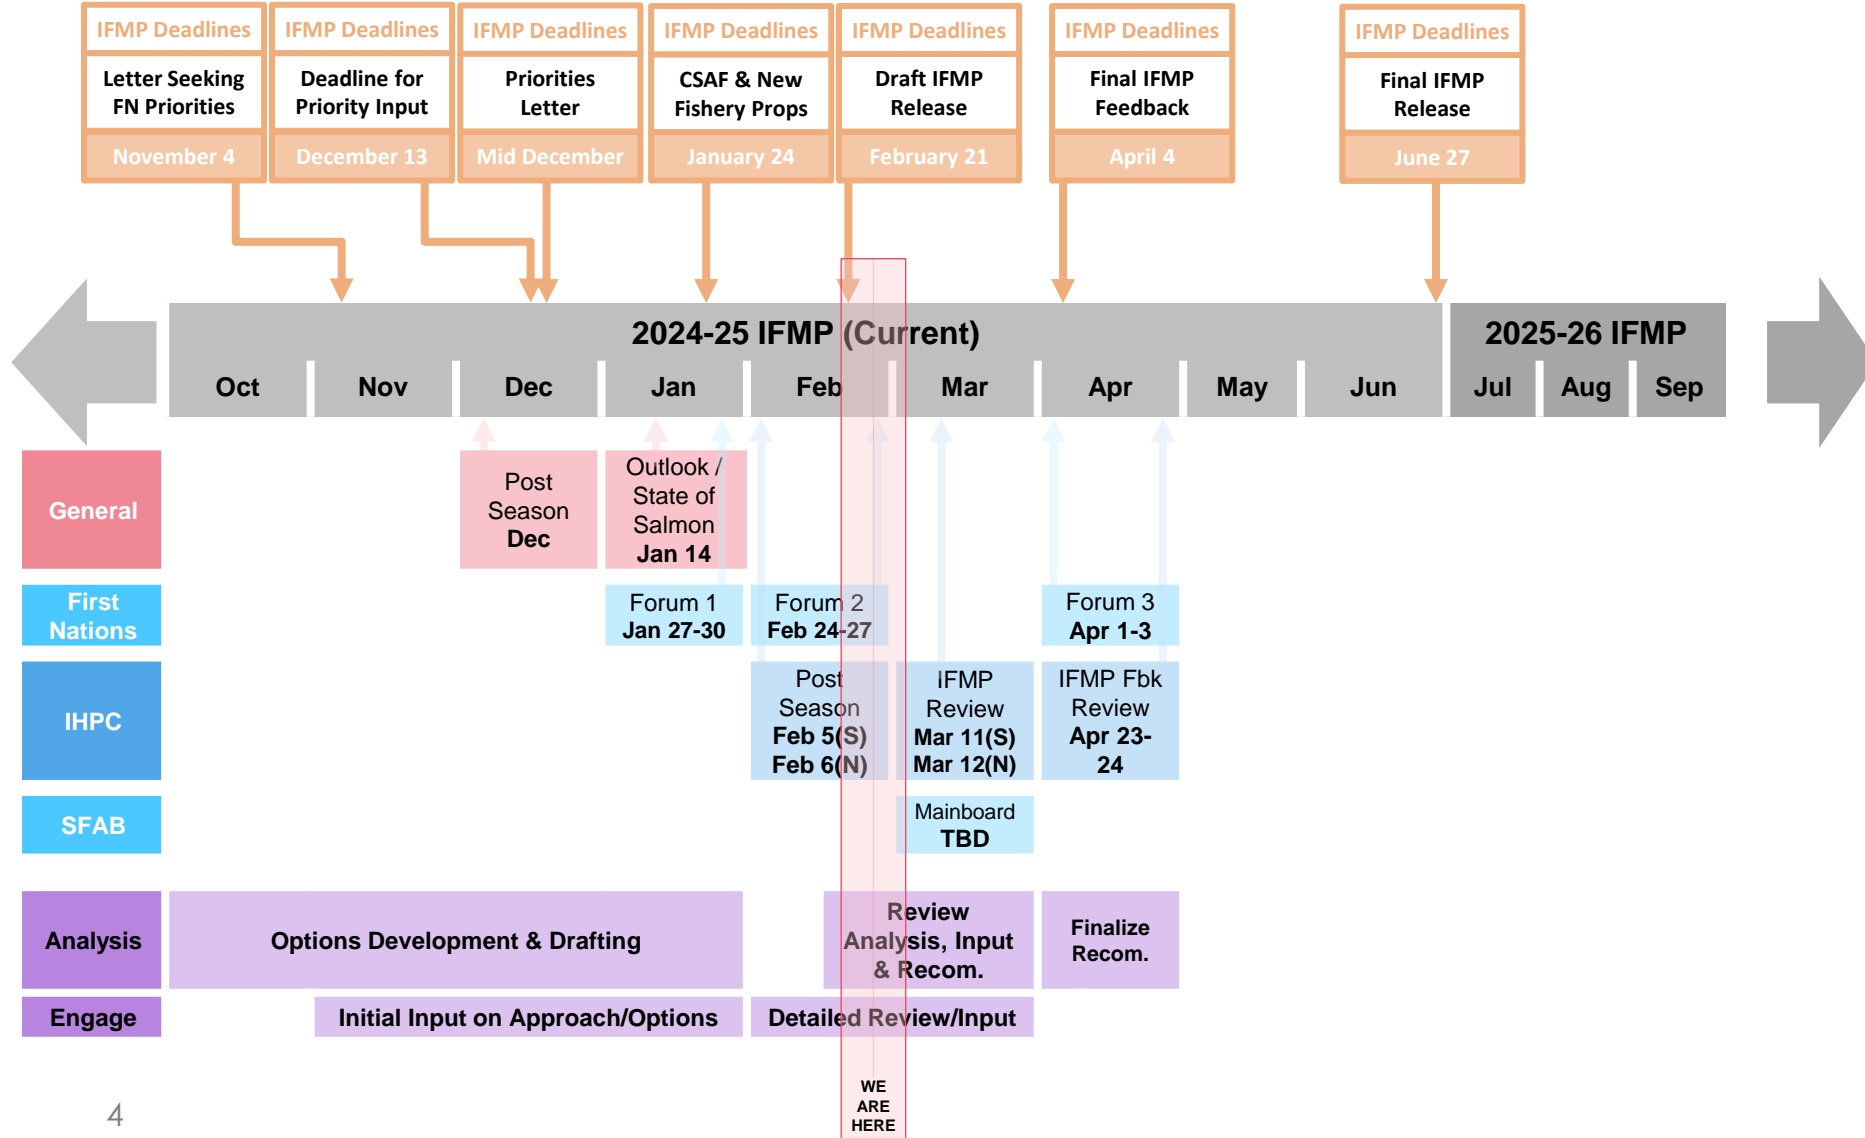 IFMP Deadlines
Letter Seeking
FN Priorities
November 4
IFMP Deadlines
Deadline for
Priority Input
December 13
IFMP Deadlines
Priorities
Letter
Mid December
IFMP Deadlines
CSAF & New
Fishery Props
January 24
IFMP Deadlines
Draft IFMP
Release
February 21
IFMP Deadlines
Final IFMP
Feedback
April 4
IFMP Deadlines
Final IFMP
Release
June 27
2024-25 IFMP (Current)
2025-26 IFMP
Oct
Nov
Dec
Jan
Feb
Mar
Apr
May
Jun
Jul
Aug
Sep
General
Post
Season
Dec
Outlook /
State of
Salmon
Jan 14
First
Nations
Forum 1
Jan 27-30
Forum 2
Feb 24-27
Forum 3
Apr 1-3
IHPC
Post
Season
Feb 5(S)
Feb 6(N)
IFMP
Review
Mar 11(S)
Mar 12(N)
IFMP Fbk
Review
Apr 23-
24
SFAB
Mainboard
TBD
Analysis
Options Development & Drafting
Review
Analysis, Input
& Recom.
Finalize
Recom.
Engage
Initial Input on Approach/Options
Detailed Review/Input
WE
ARE
HERE
4